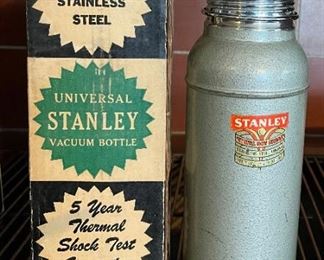 STAINLESS
STEEL
UNIVERSAL
STANLEY
VACUUM BOTTLE
5 Year
Thermal
Shock Test
STANLEY